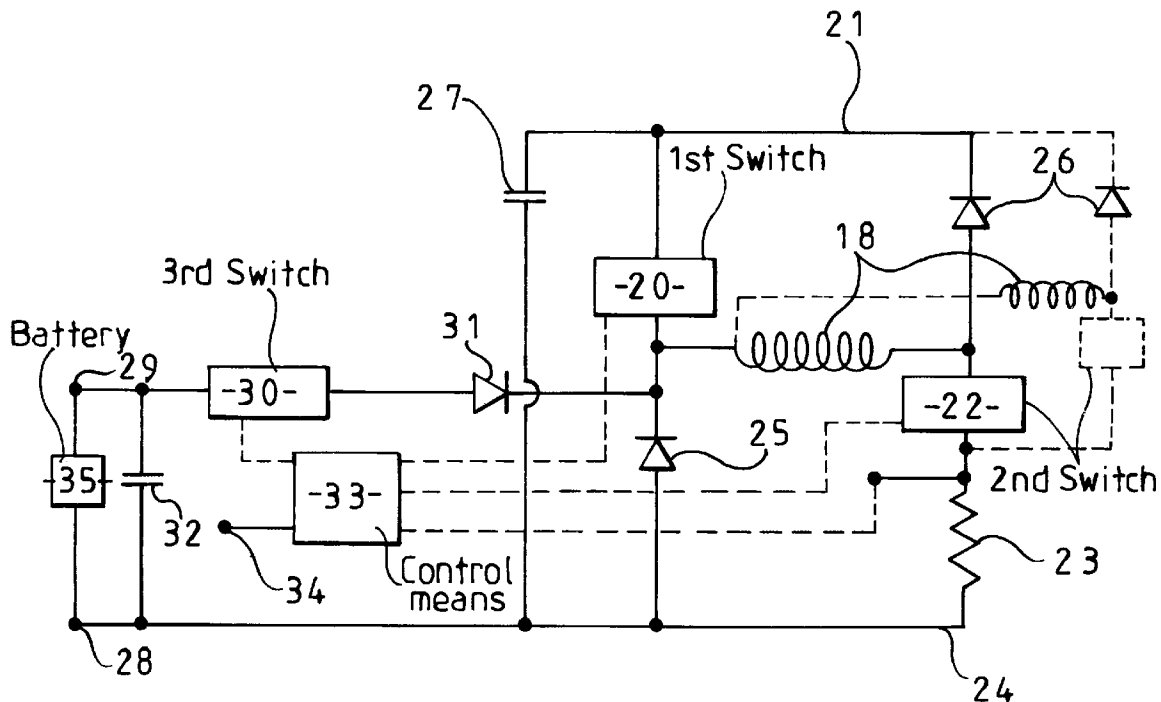 21
27
1st Switch
26
18
-20-
3rd Switch
Battery
29
31
-30-
-22-
25
-35-
32
-33-
2nd Switch
34
Control
means
23
28
24